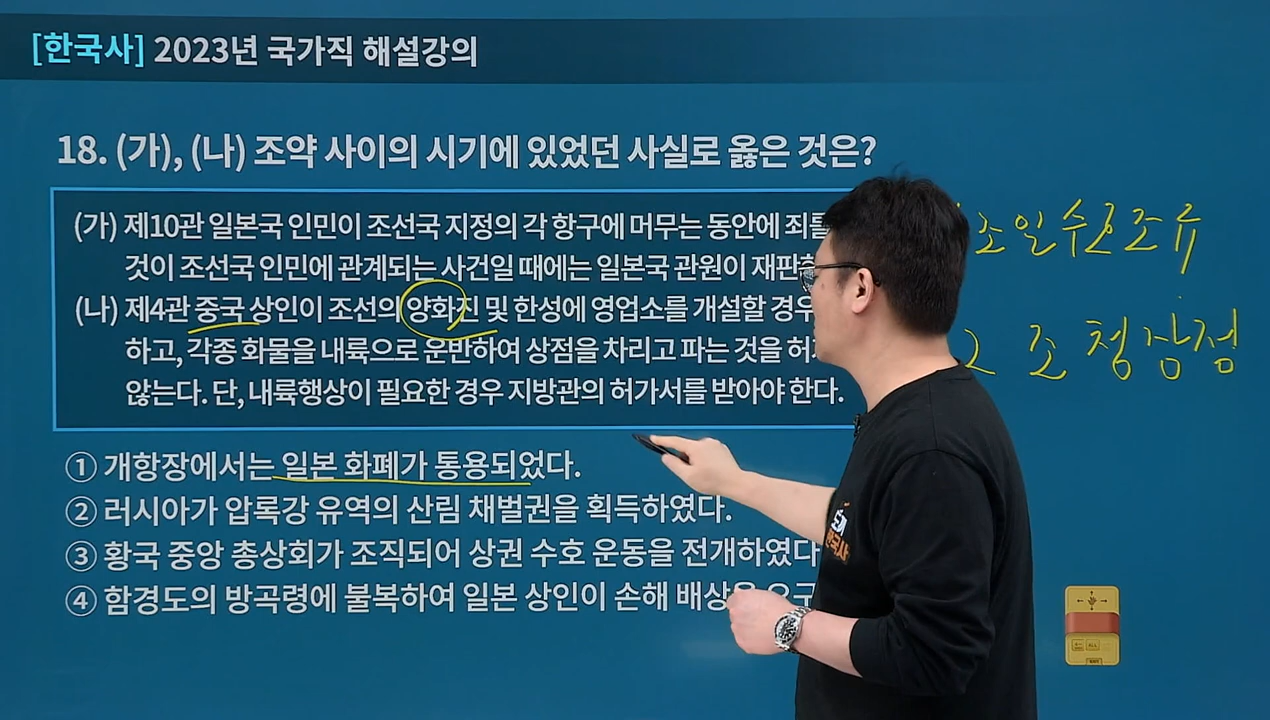 [한국사] 2023년 국가직 해설강의
18. (가), (나) 조약 사이의 시기에 있었던 사실로 옳은 것은?
(가) 제10관 일본국 인민이 조선국 지정의 각 항구에 머무는 동안에 죄를
것이 조선국 인민에 관계되는 사건일 때에는 일본국 관원이
(나) 제4관 중국 상인이 조선의 양화진 및 한성에 영업소를 개설할 경우
하고, 각종 화물을 내륙으로 운반하여 상점을 차리고 파는 것을
않는다. 단, 내륙행상이 필요한 경우 지방관의 허가서를 받아야 한다.
조일수호조규
조청장정
① 개항장에서는 일본 화폐가 통용되었다.
② 러시아가 압록강 유역의 산림 채벌권을 획득하였다.
③ 황국 중앙 총상회가 조직되어 상권 수호 운동을 전개하였다
④ 함경도의 방곡령에 불복하여 일본 상인이 손해
한국사